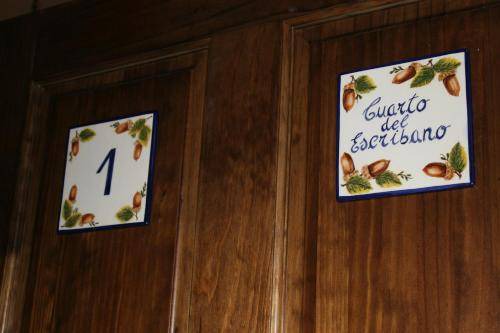 1
Cuarto
del
Escribano